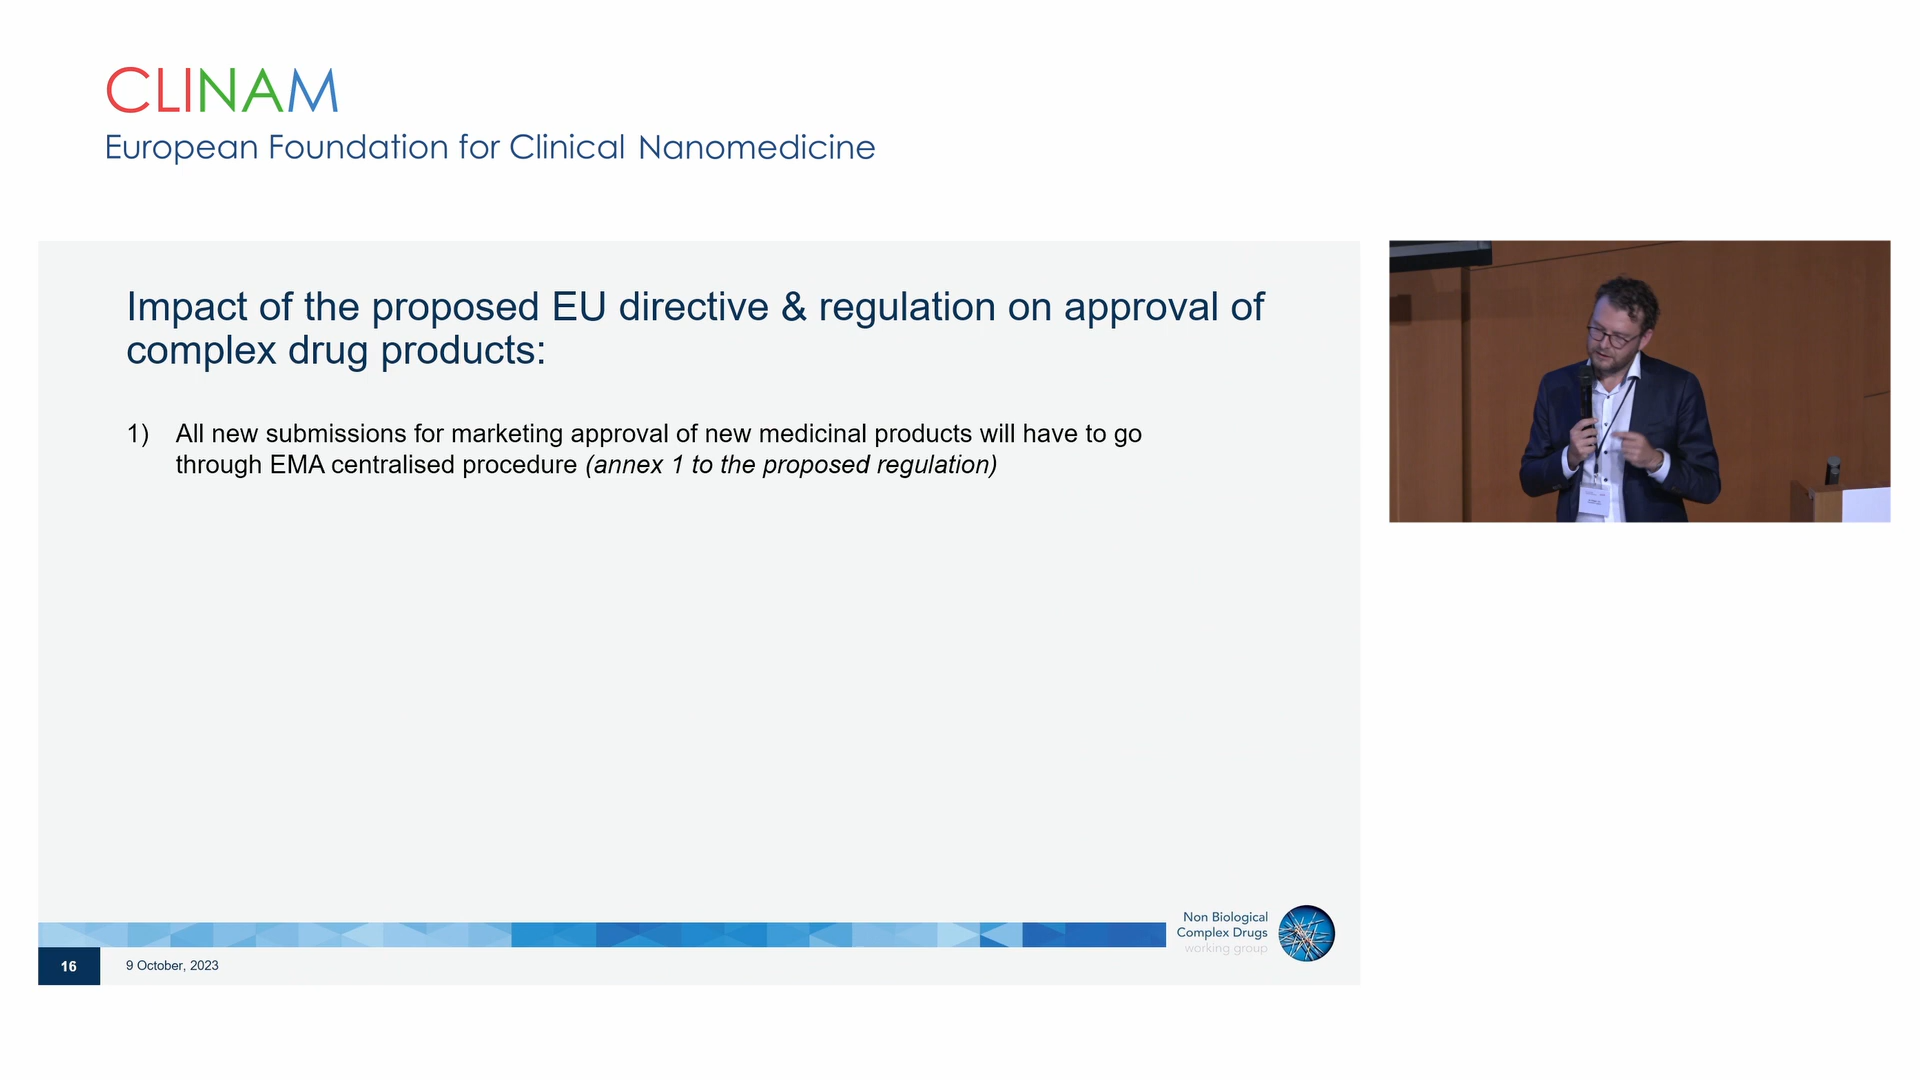 CLINAM
European Foundation for Clinical Nanomedicine
Impact of the proposed EU directive & regulation on approval of
complex drug products:
1) All new submissions for marketing approval of new medicinal products will have to go
through EMA centralised procedure (annex 1 to the proposed regulation)
Non Biological
Complex Drugs
working group
16
9 October, 2023